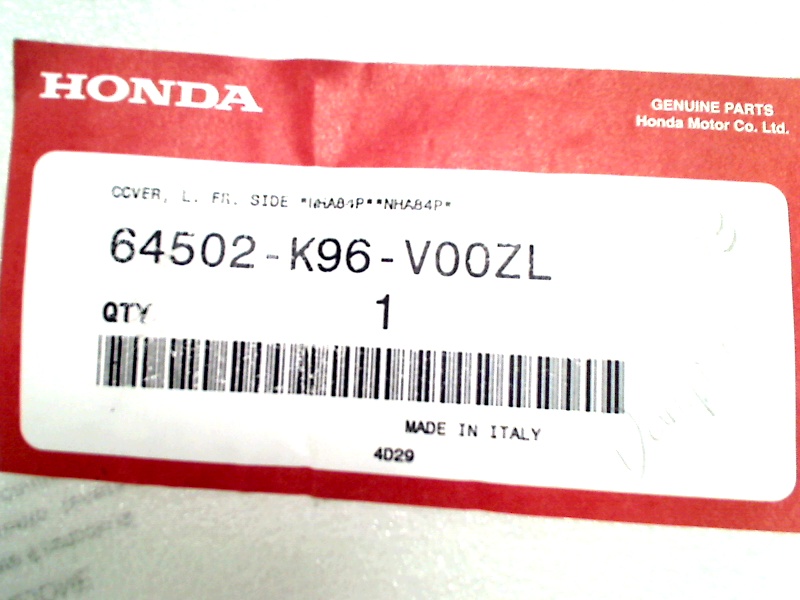 HONDA
GENUINE PARTS
Honda Motor Co. Ltd.
COVER, L. FR. SIDE *NHA84P**NHA84P*
64502-K96-V00ZL
QTY 1
MADE IN ITALY
4D29